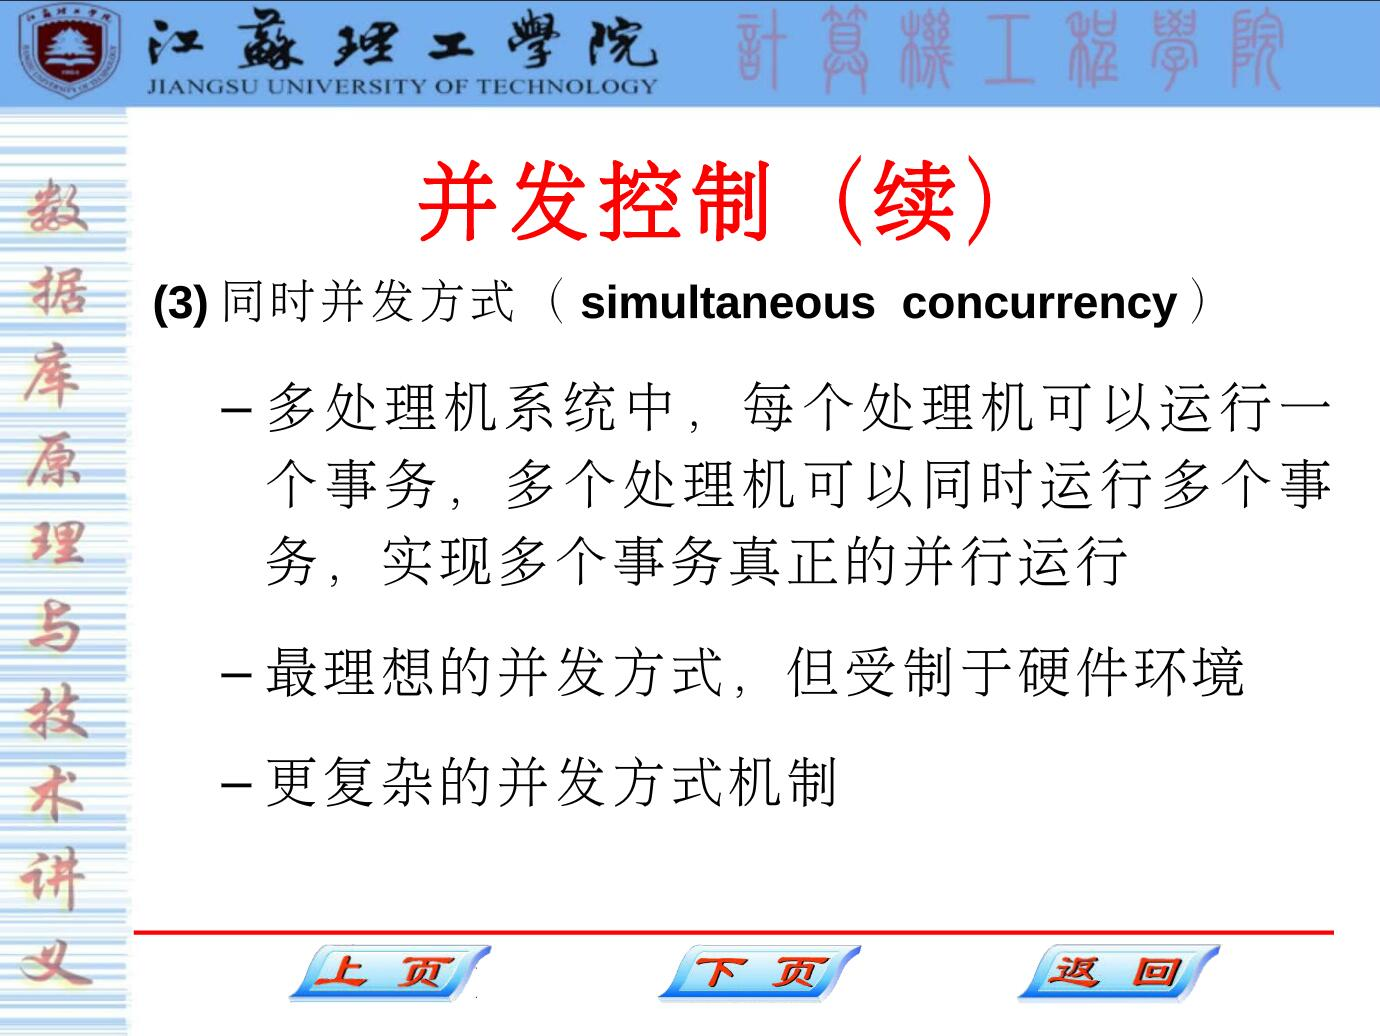 江蘇理工學院
JIANGSU UNIVERSITY OF TECHNOLOGY
計算機工程學院
数据库原理与技术讲义
并发控制（续）
(3) 同时并发方式（ simultaneous concurrency ）
– 多处理机系统中，每个处理机可以运行一
个事务，多个处理机可以同时运行多个事
务，实现多个事务真正的并行运行
– 最理想的并发方式，但受制于硬件环境
– 更复杂的并发方式机制
上 页
下 页
返 回